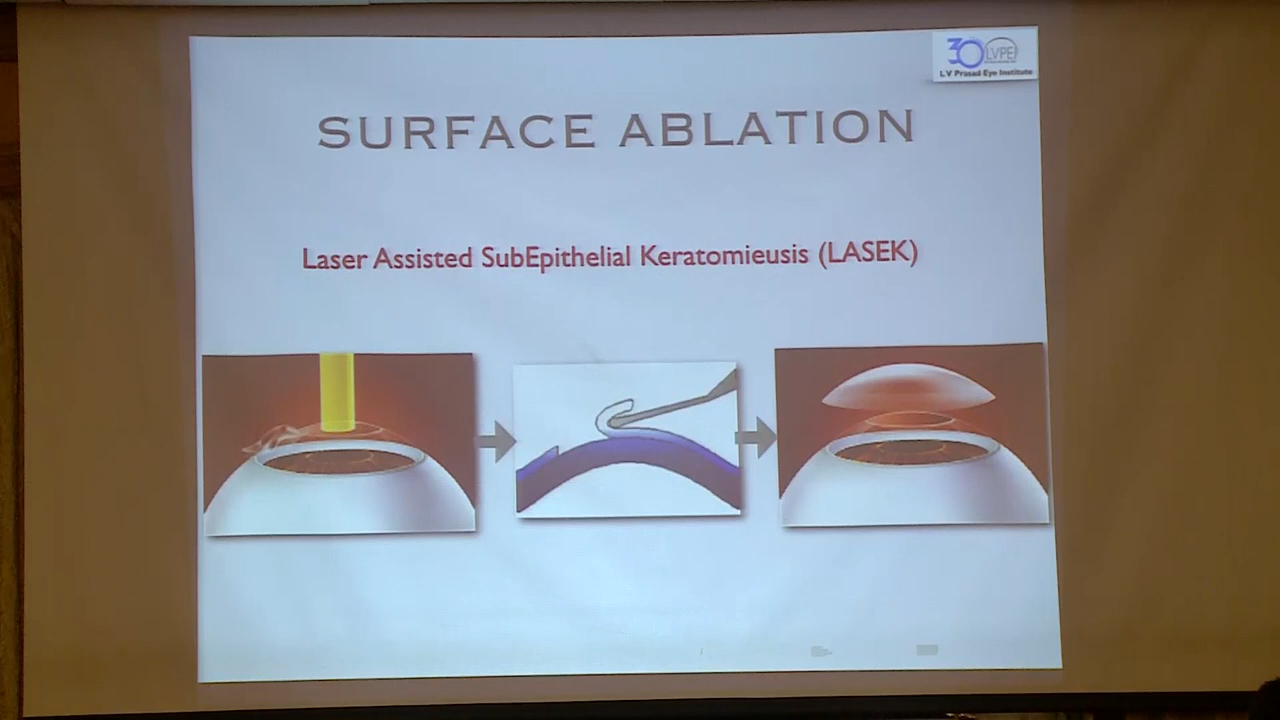 30 LVPEI
L V Prasad Eye Institute
SURFACE ABLATION
Laser Assisted SubEpithelial Keratomieusis (LASEK)